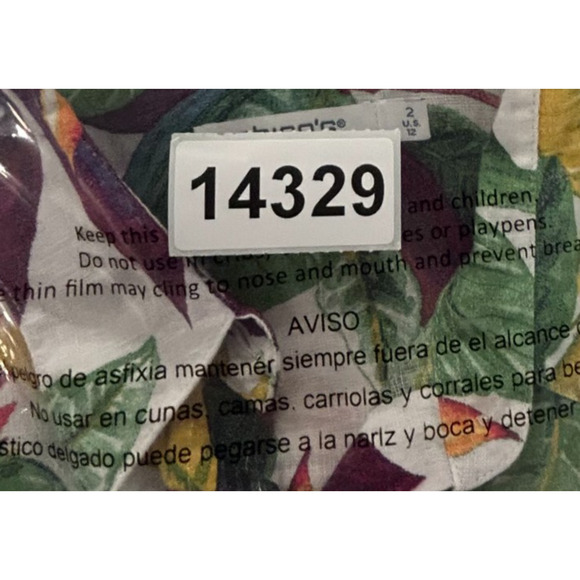 2
U.S.
12
14329
Keep this and children.
Do not use in cribs, es or playpens.
thin film may cling to nose and mouth and prevent brea
AVISO
peligro de asfixia mantener siempre fuera de el alcance
No usar en cunas, camas, carriolas y corrales para be
stico delgado puede pegarse a la nariz y boca y detener